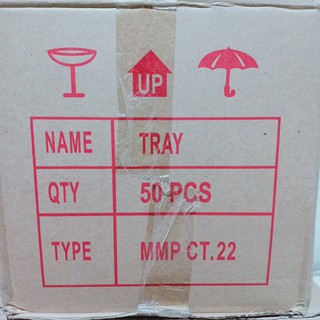 UP
NAME TRAY
QTY 50 PCS
TYPE MMP CT.22